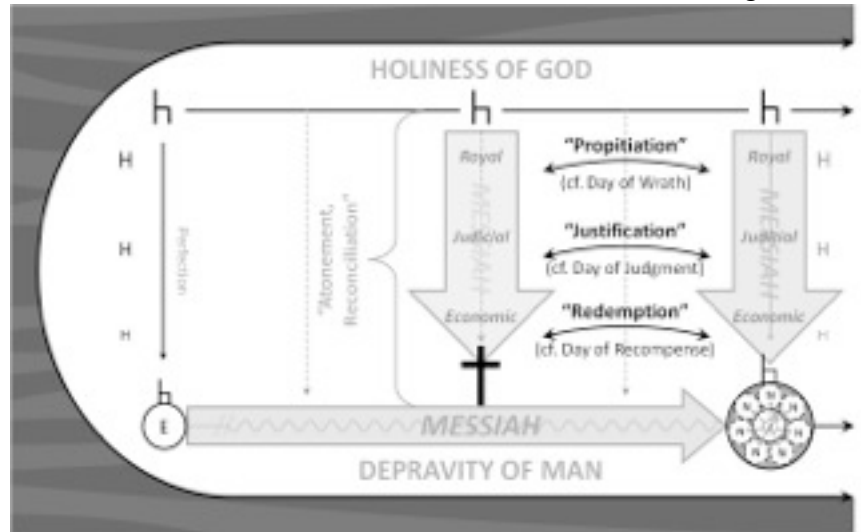 HOLINESS OF GOD
h h h
H
H
H
Perfection
"Atonement,
Reconciliation"
Royal
Judicial
Economic
MESSIAH
"Propitiation"
(cf. Day of Wrath)
"Justification"
(cf. Day of Judgment)
"Redemption"
(cf. Day of Recompense)
Royal
Judicial
Economic
MESSIAH
H
H
H
h
E
MESSIAH
h
N N N H H N N
DEPRAVITY OF MAN